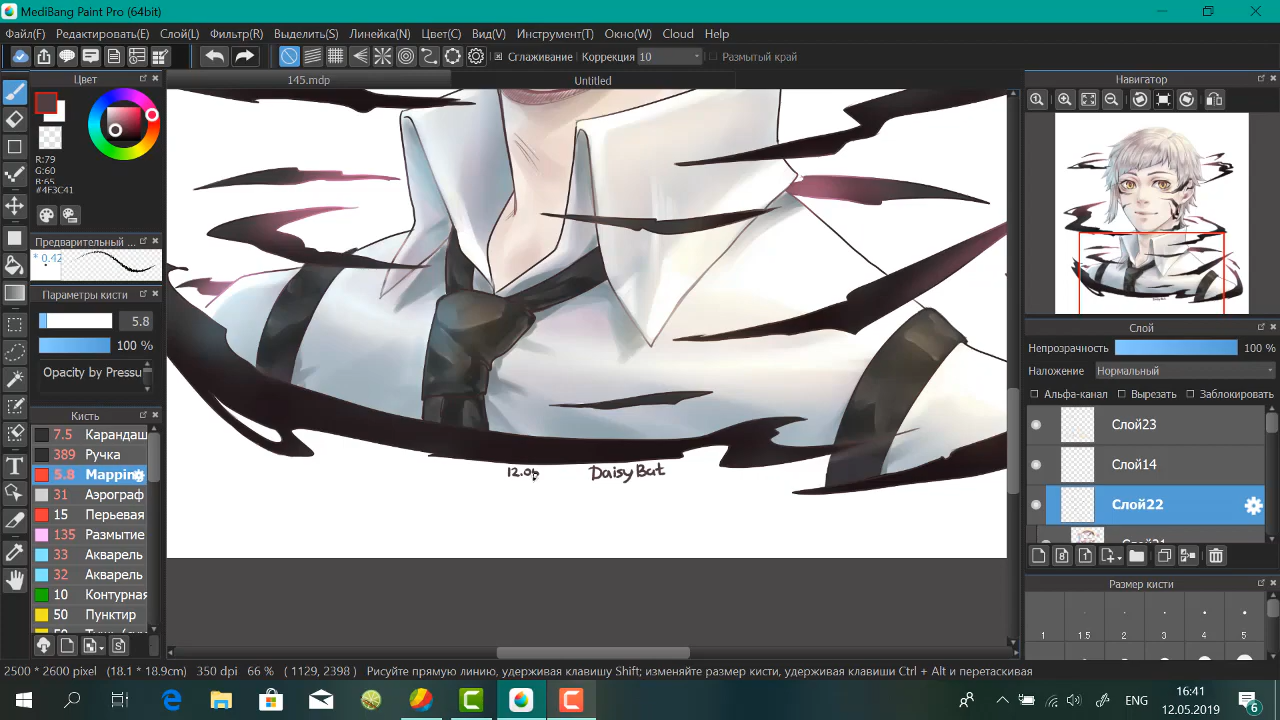 MediBang Paint Pro (64bit)
Файл(F) Редактировать(E) Слой(L) Фильтр(R) Выделить(S) Линейка(N) Цвет(C) Вид(V) Инструмент(T) Окно(W) Cloud Help
Сглаживание Коррекция 10 Размытый край
Цвет
145.mdp
Untitled
Навигатор
R:79
G:60
B:65
#4F3C41
Предварительный ...
* 0.42
Параметры кисти
5.8
100 %
Opacity by Pressu
Кисть
7.5 Карандаш
389 Ручка
5.8 Mapping
31 Аэрограф
15 Перьевая
135 Размытие
33 Акварель
32 Акварель
10 Контурная
50 Пунктир
12.0
DaisyBat
Слой
Непрозрачность 100 %
Наложение Нормальный
Альфа-канал Вырезать Заблокировать
Слой23
Слой14
Слой22
Размер кисти
1 1.5 2 3 4 5
2500 * 2600 pixel (18.1 * 18.9cm) 350 dpi 66 % ( 1129, 2398 ) Рисуйте прямую линию, удерживая клавишу Shift; изменяйте размер кисти, удерживая клавиши Ctrl + Alt и перетаскивая
ENG
16:41
12.05.2019
6